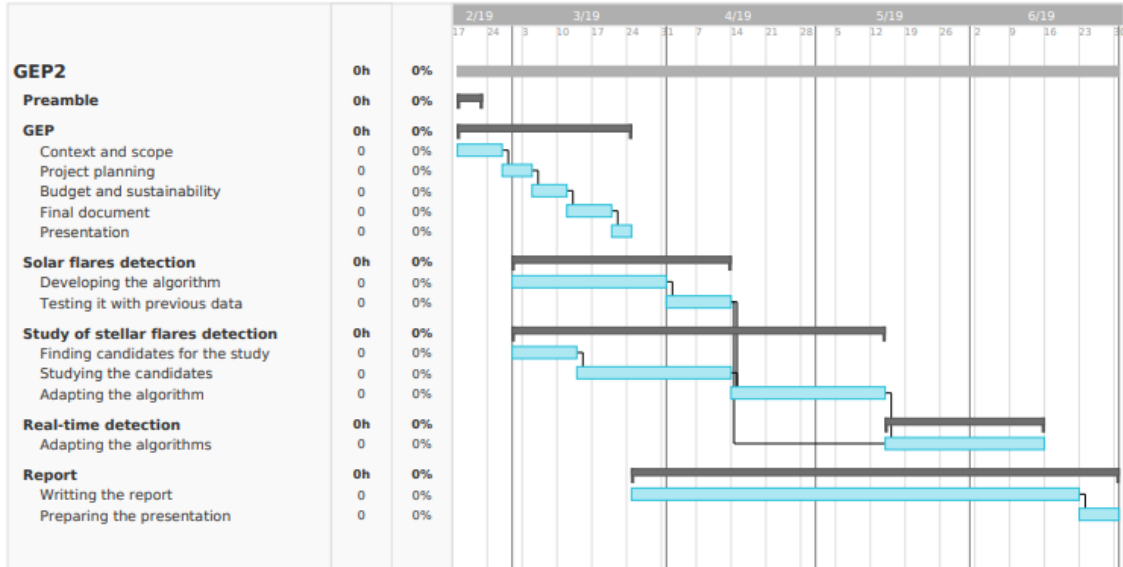 2/19 3/19 4/19 5/19 6/19
17 24 3 10 17 24 31 7 14 21 28 5 12 19 26 2 9 16 23 30
GEP2 0h 0%
Preamble 0h 0%
GEP 0h 0%
Context and scope 0 0%
Project planning 0 0%
Budget and sustainability 0 0%
Final document 0 0%
Presentation 0 0%
Solar flares detection 0h 0%
Developing the algorithm 0 0%
Testing it with previous data 0 0%
Study of stellar flares detection 0h 0%
Finding candidates for the study 0 0%
Studying the candidates 0 0%
Adapting the algorithm 0 0%
Real-time detection 0h 0%
Adapting the algorithms 0 0%
Report 0h 0%
Writting the report 0 0%
Preparing the presentation 0 0%